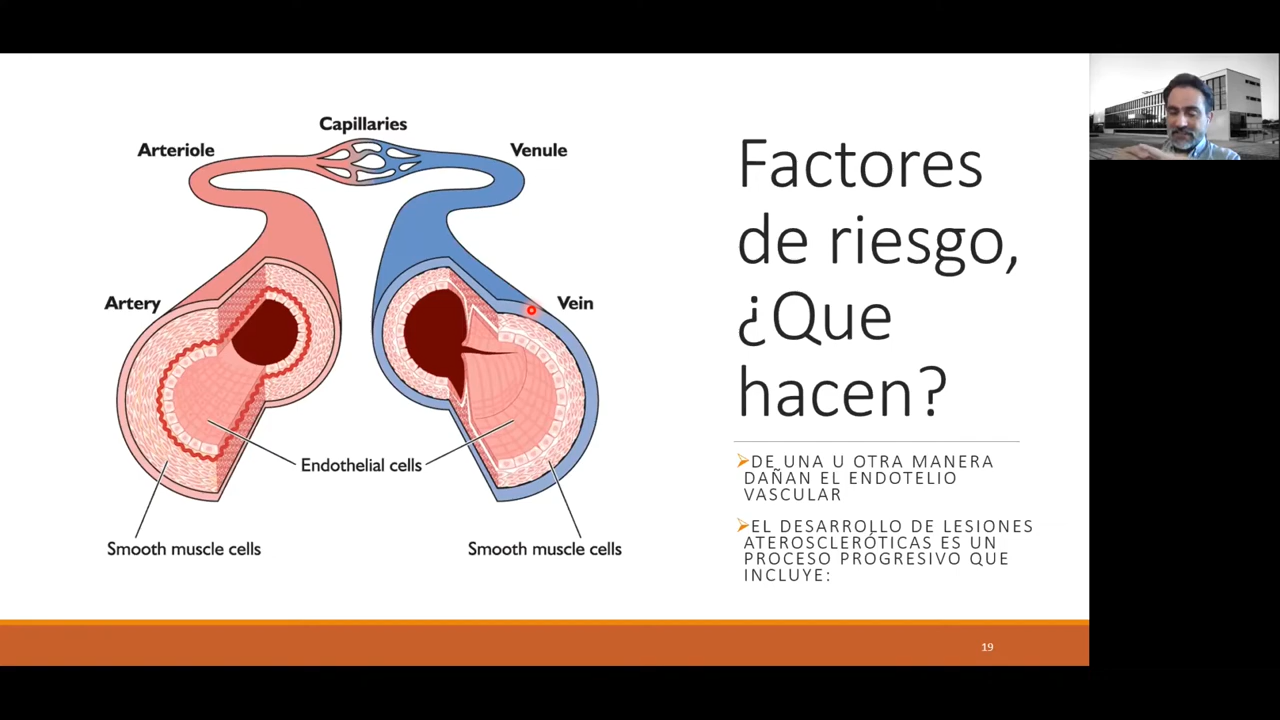 Capillaries
Arteriole
Venule
Artery
Vein
Endothelial cells
Smooth muscle cells
Smooth muscle cells
Factores
de riesgo,
¿Que
hacen?
DE UNA U OTRA MANERA
DAÑAN EL ENDOTELIO
VASCULAR
EL DESARROLLO DE LESIONES
ATEROSCLERÓTICAS ES UN
PROCESO PROGRESIVO QUE
INCLUYE:
19